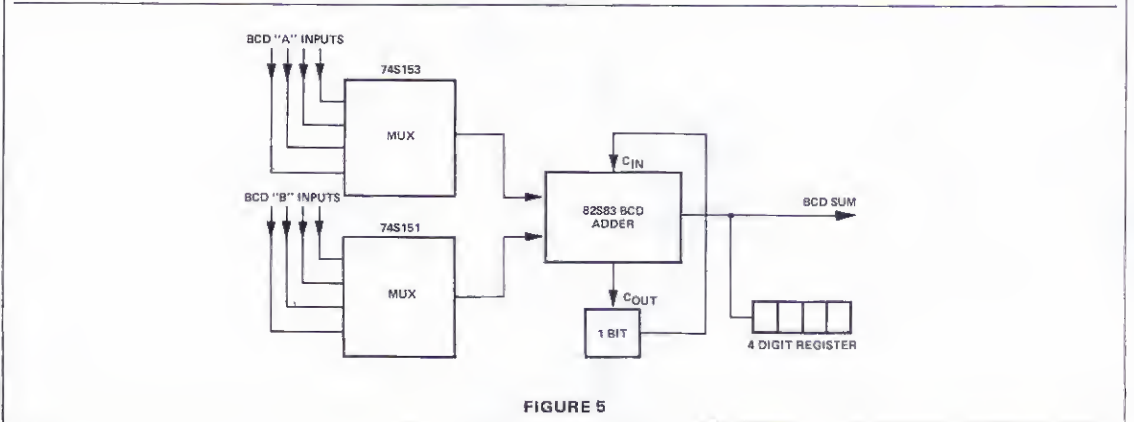 BCD "A" INPUTS
74S153
MUX
CIN
BCD "B" INPUTS
82S83 BCD
ADDER
BCD SUM
74S151
MUX
COUT
1 BIT
4 DIGIT REGISTER
FIGURE 5